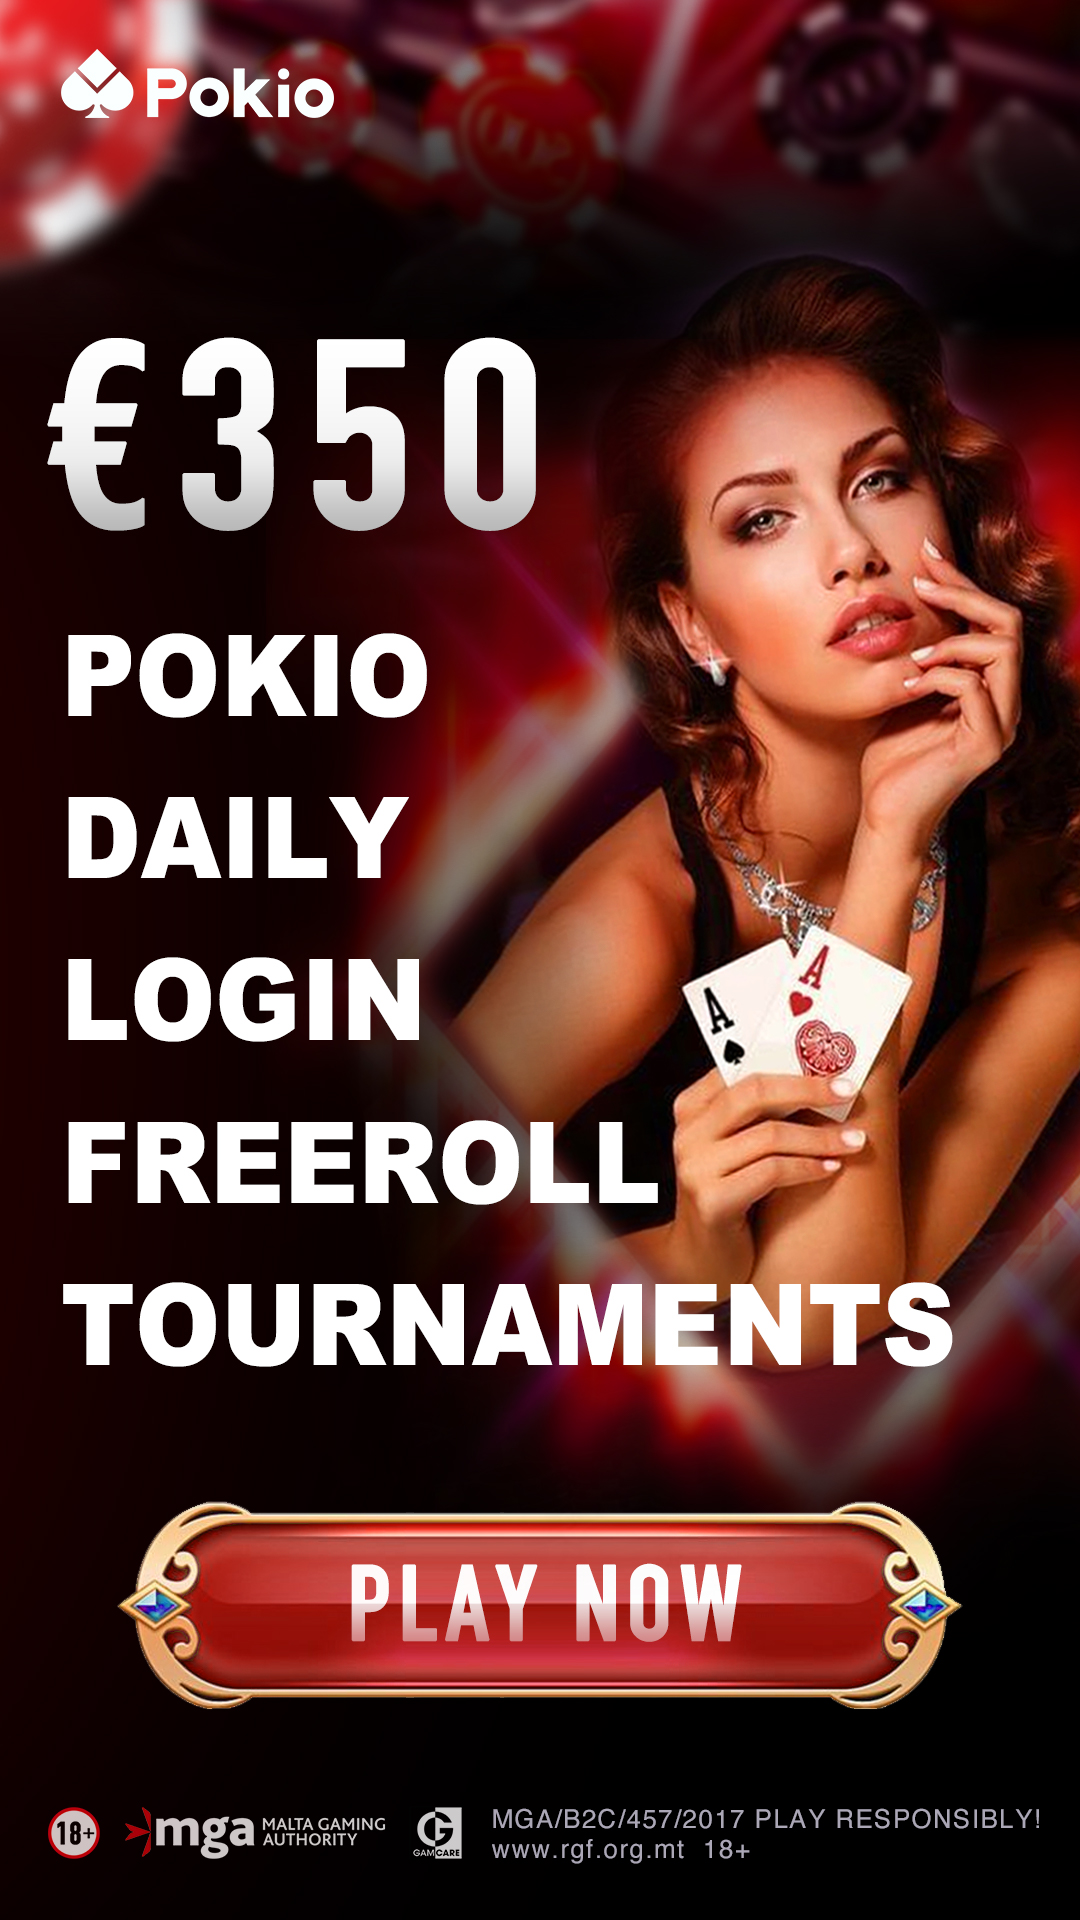 Pokio
€350
POKIO
DAILY
LOGIN
FREEROLL
TOURNAMENTS
A
A
PLAY NOW
18+
mga MALTA GAMING AUTHORITY
G
GAMCARE
MGA/B2C/457/2017 PLAY RESPONSIBLY!
www.rgf.org.mt 18+